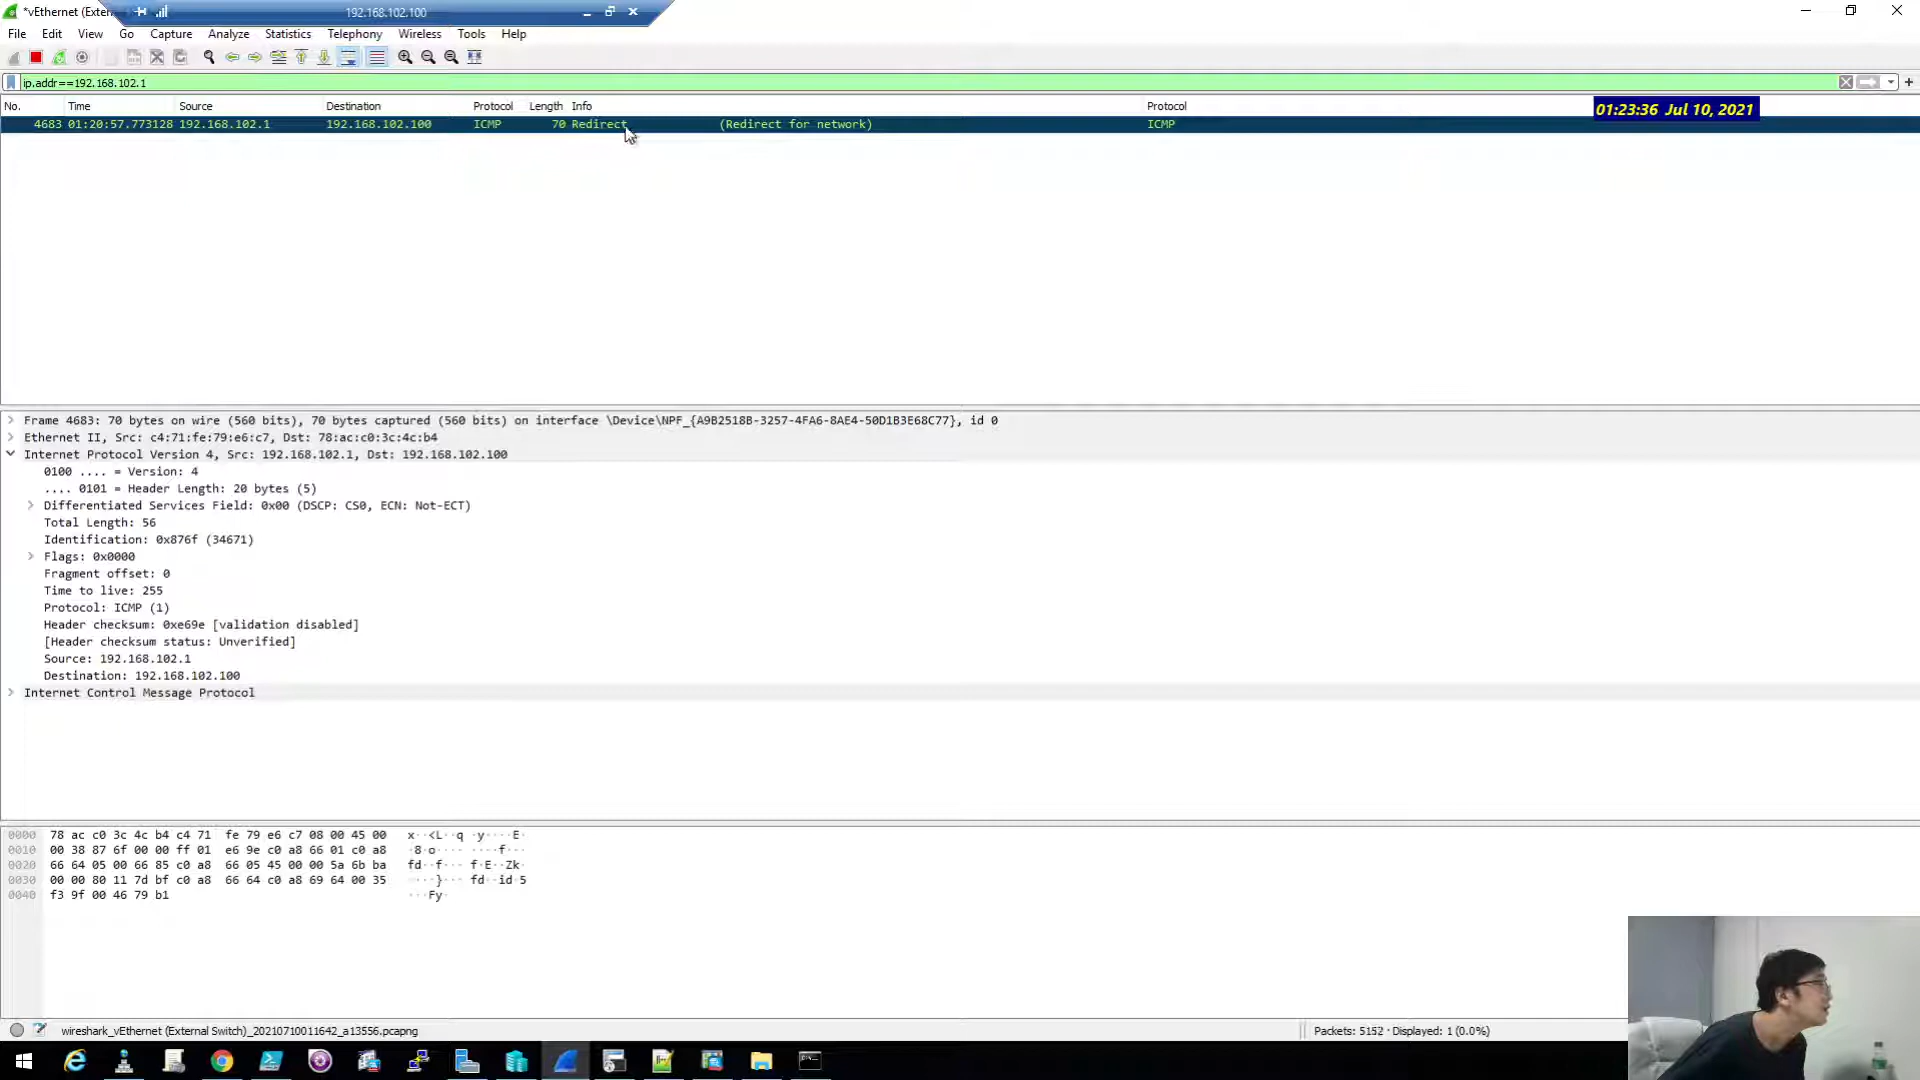 *vEthernet (Exter
192.168.102.100
File Edit View Go Capture Analyze Statistics Telephony Wireless Tools Help
ip.addr==192.168.102.1
No. Time Source Destination Protocol Length Info Protocol
01:23:36 Jul 10, 2021
4683 01:20:57.773128 192.168.102.1 192.168.102.100 ICMP 70 Redirect (Redirect for network) ICMP
Frame 4683: 70 bytes on wire (560 bits), 70 bytes captured (560 bits) on interface \Device\NPF_{A9B2518B-3257-4FA6-8AE4-50D1B3E68C77}, id 0
Ethernet II, Src: c4:71:fe:79:e6:c7, Dst: 78:ac:c0:3c:4c:b4
Internet Protocol Version 4, Src: 192.168.102.1, Dst: 192.168.102.100
0100 .... = Version: 4
.... 0101 = Header Length: 20 bytes (5)
Differentiated Services Field: 0x00 (DSCP: CS0, ECN: Not-ECT)
Total Length: 56
Identification: 0x876f (34671)
Flags: 0x0000
Fragment offset: 0
Time to live: 255
Protocol: ICMP (1)
Header checksum: 0xe69e [validation disabled]
[Header checksum status: Unverified]
Source: 192.168.102.1
Destination: 192.168.102.100
Internet Control Message Protocol
0000 78 ac c0 3c 4c b4 c4 71 fe 79 e6 c7 08 00 45 00 x··<L··q ·y····E·
0010 00 38 87 6f 00 00 ff 01 e6 9e c0 a8 66 01 c0 a8 ·8·o···· ····f···
0020 66 64 05 00 66 85 c0 a8 66 05 45 00 00 5a 6b ba fd··f··· f·E··Zk·
0030 00 00 80 11 7d bf c0 a8 66 64 c0 a8 69 64 00 35 ····}··· fd··id·5
0040 f3 9f 00 46 79 b1 ···Fy·
wireshark_vEthernet (External Switch)_20210710011642_a13556.pcapng
Packets: 5152 · Displayed: 1 (0.0%)